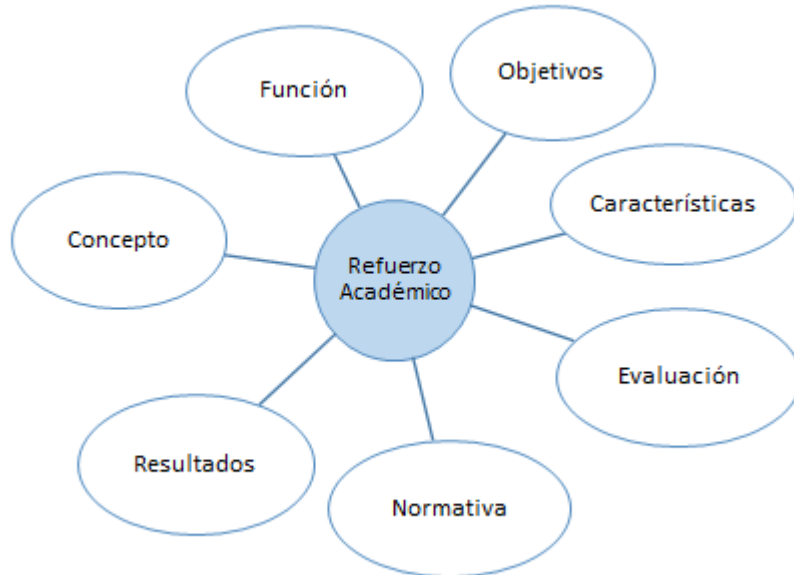 Función
Objetivos
Características
Concepto
Refuerzo
Académico
Evaluación
Resultados
Normativa